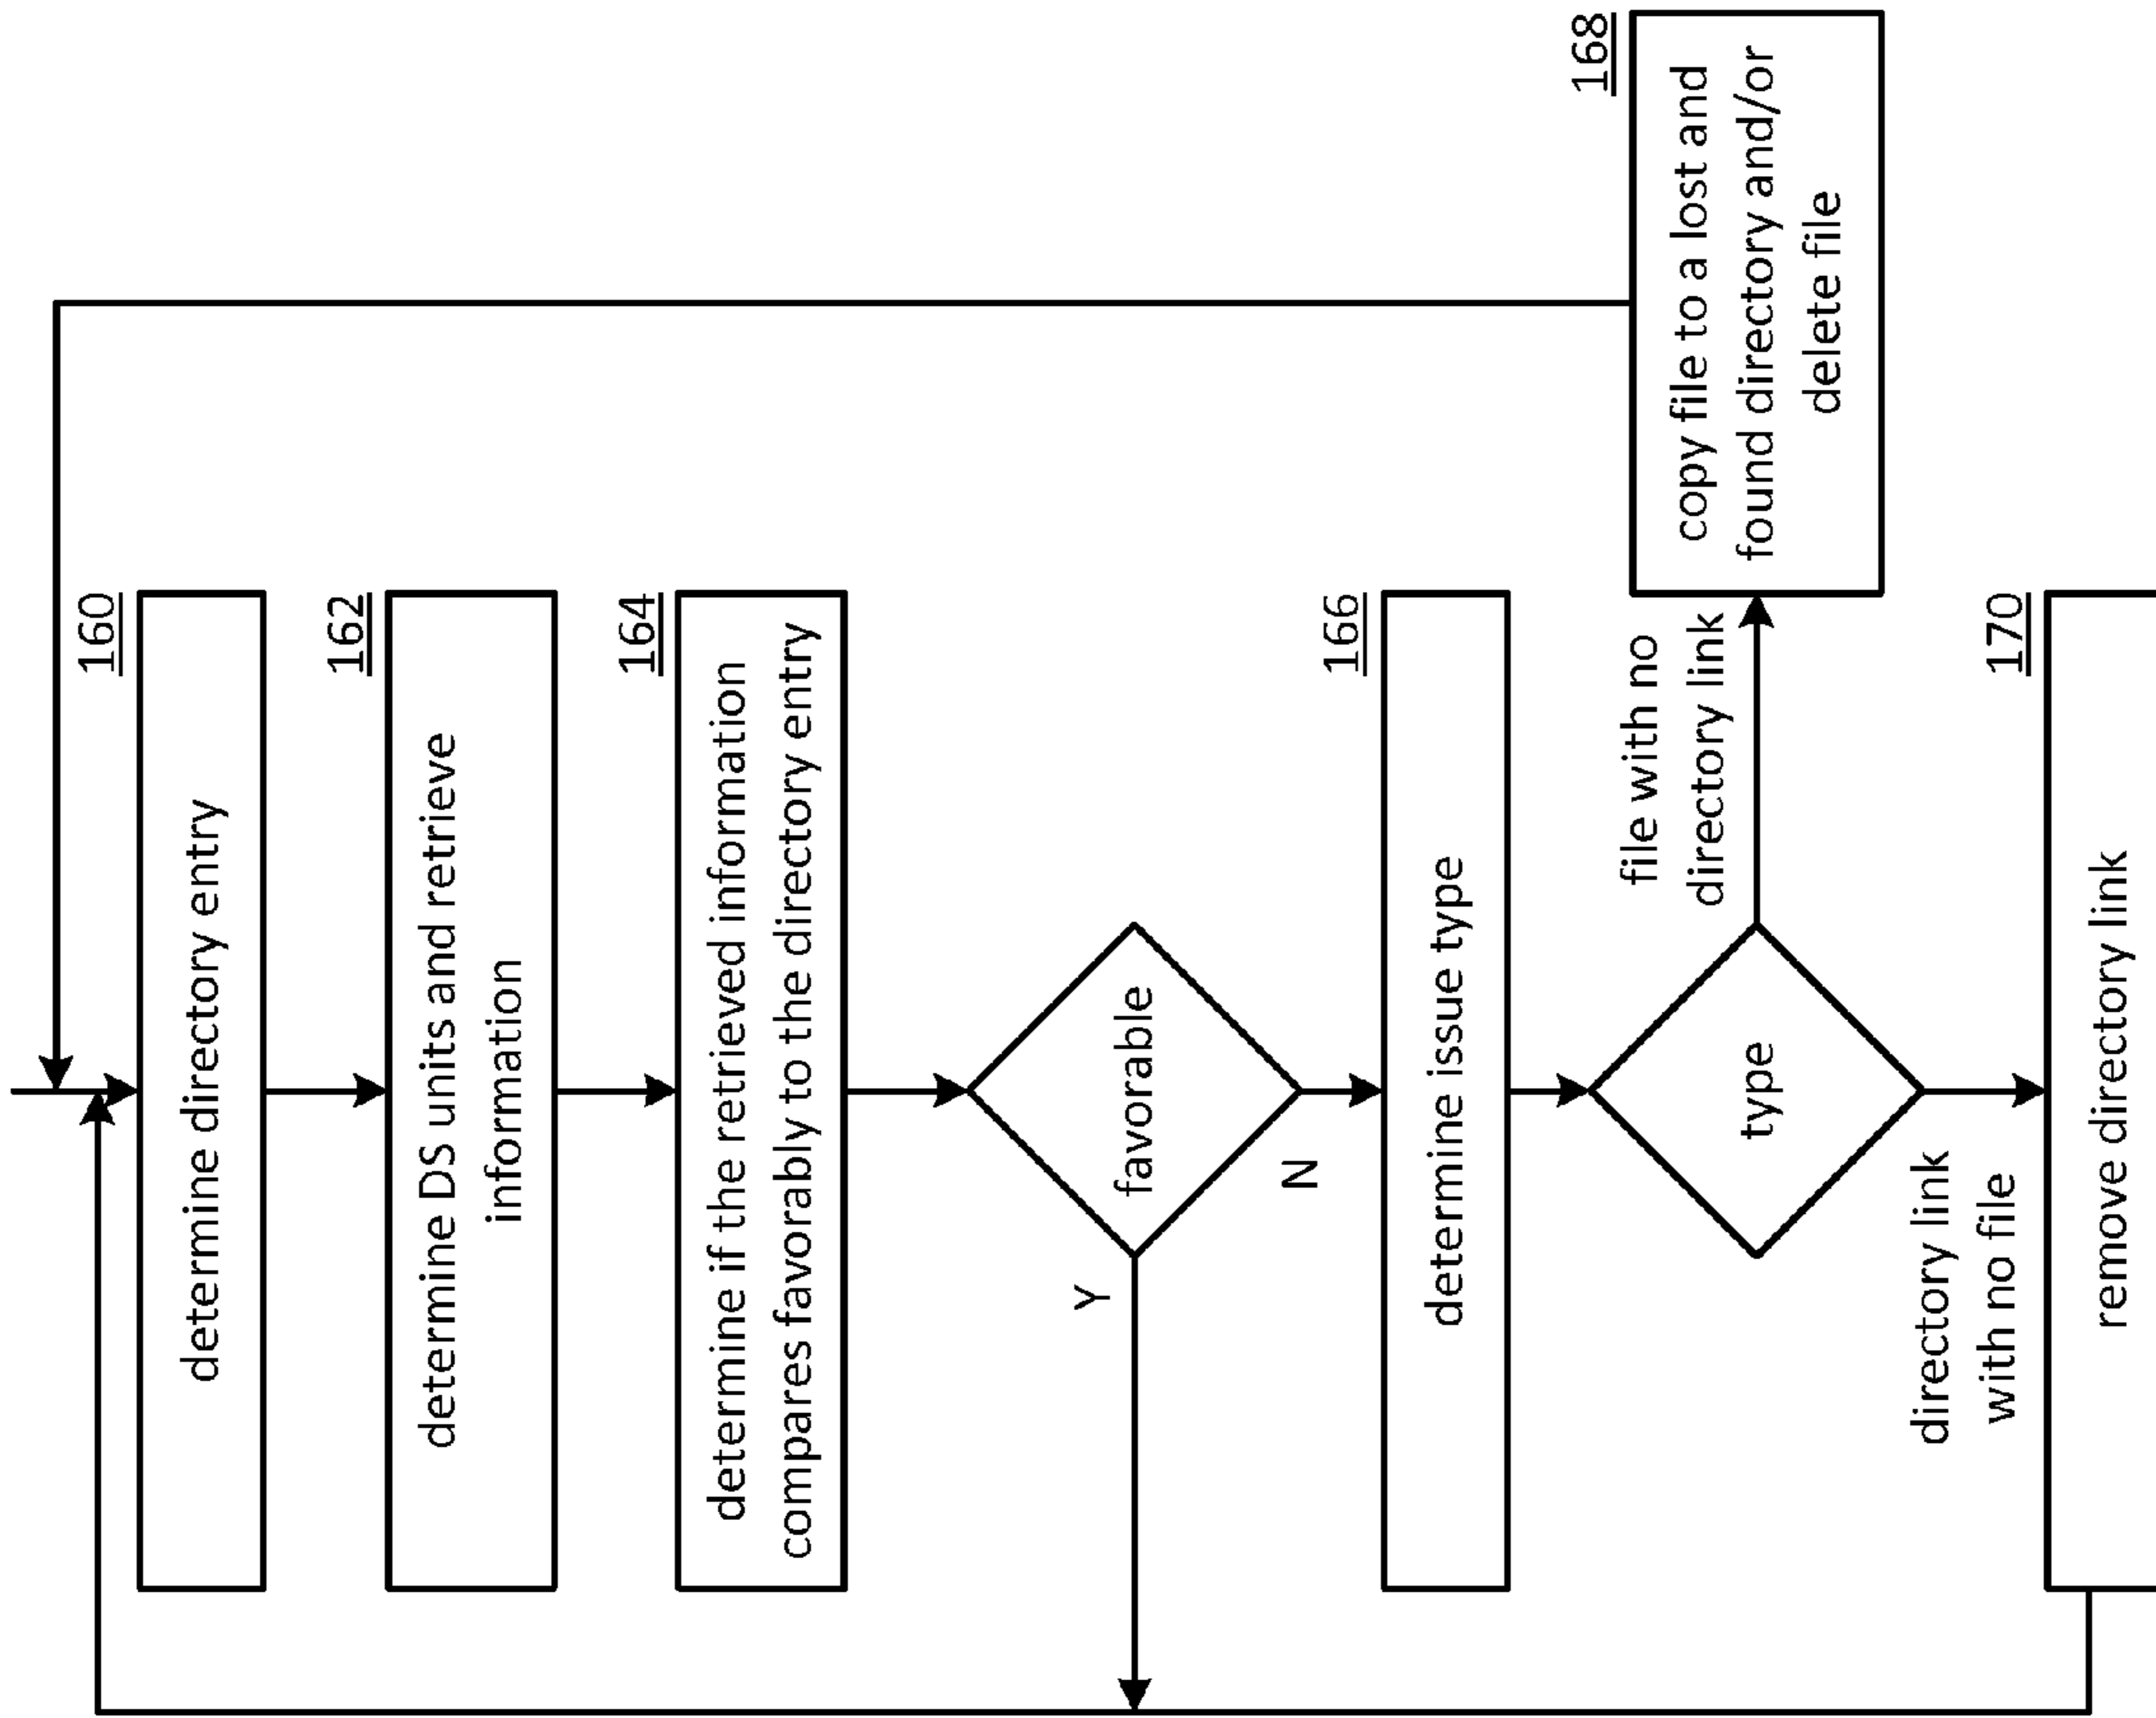 160
determine directory entry
162
determine DS units and retrieve
information
164
determine if the retrieved information
compares favorably to the directory entry
favorable
Y
N
166
determine issue type
type
file with no
directory link
168
copy file to a lost and
found directory and/or
delete file
directory link
with no file
170
remove directory link